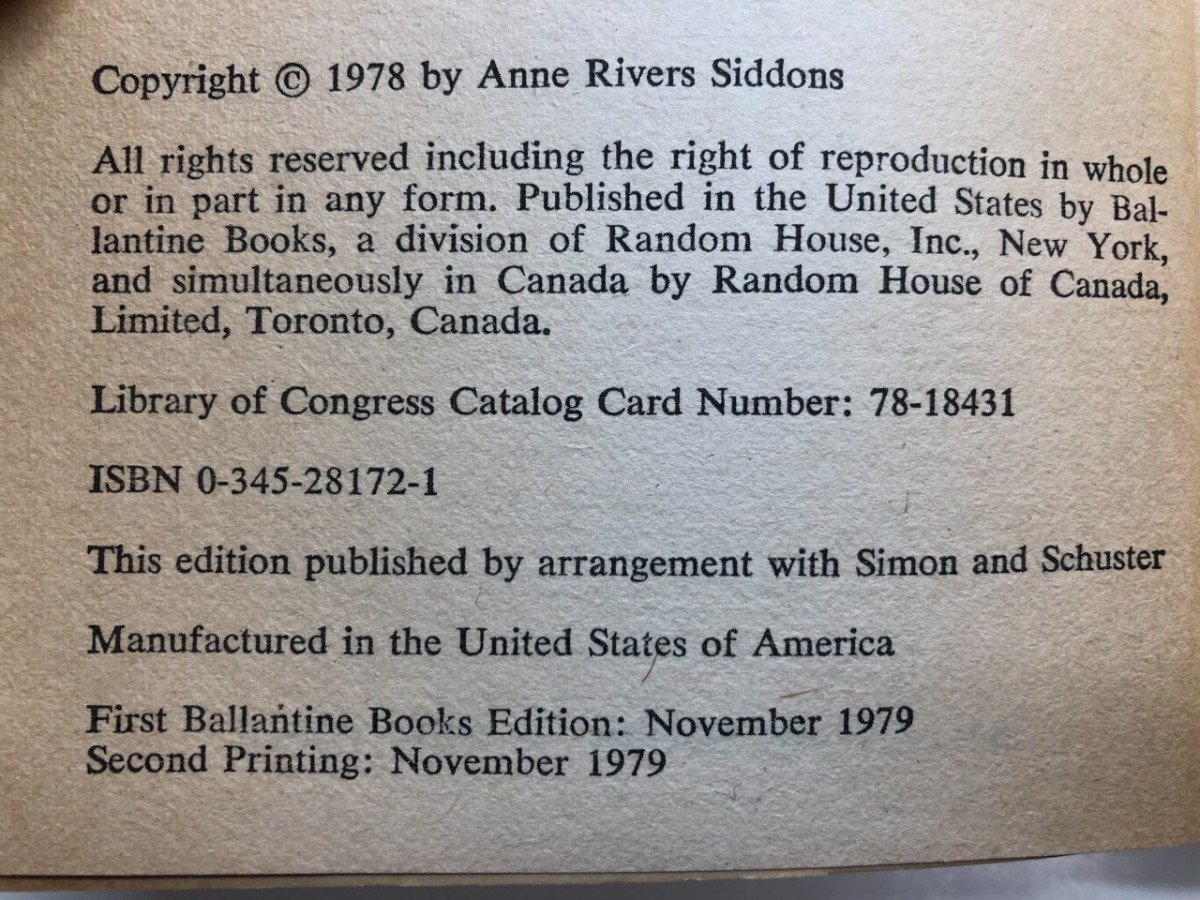 Copyright © 1978 by Anne Rivers Siddons
All rights reserved including the right of reproduction in whole
or in part in any form. Published in the United States by Bal-
lantine Books, a division of Random House, Inc., New York,
and simultaneously in Canada by Random House of Canada,
Limited, Toronto, Canada.
Library of Congress Catalog Card Number: 78-18431
ISBN 0-345-28172-1
This edition published by arrangement with Simon and Schuster
Manufactured in the United States of America
First Ballantine Books Edition: November 1979
Second Printing: November 1979